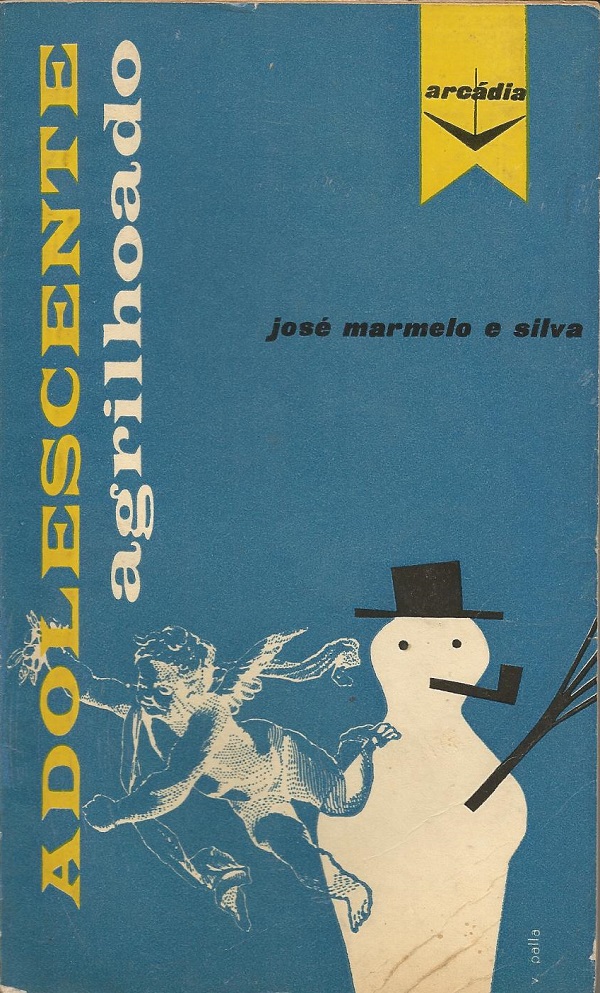 ADOLESCENTE
agrilhoado
arcádia
josé marmelo e silva
v. palla